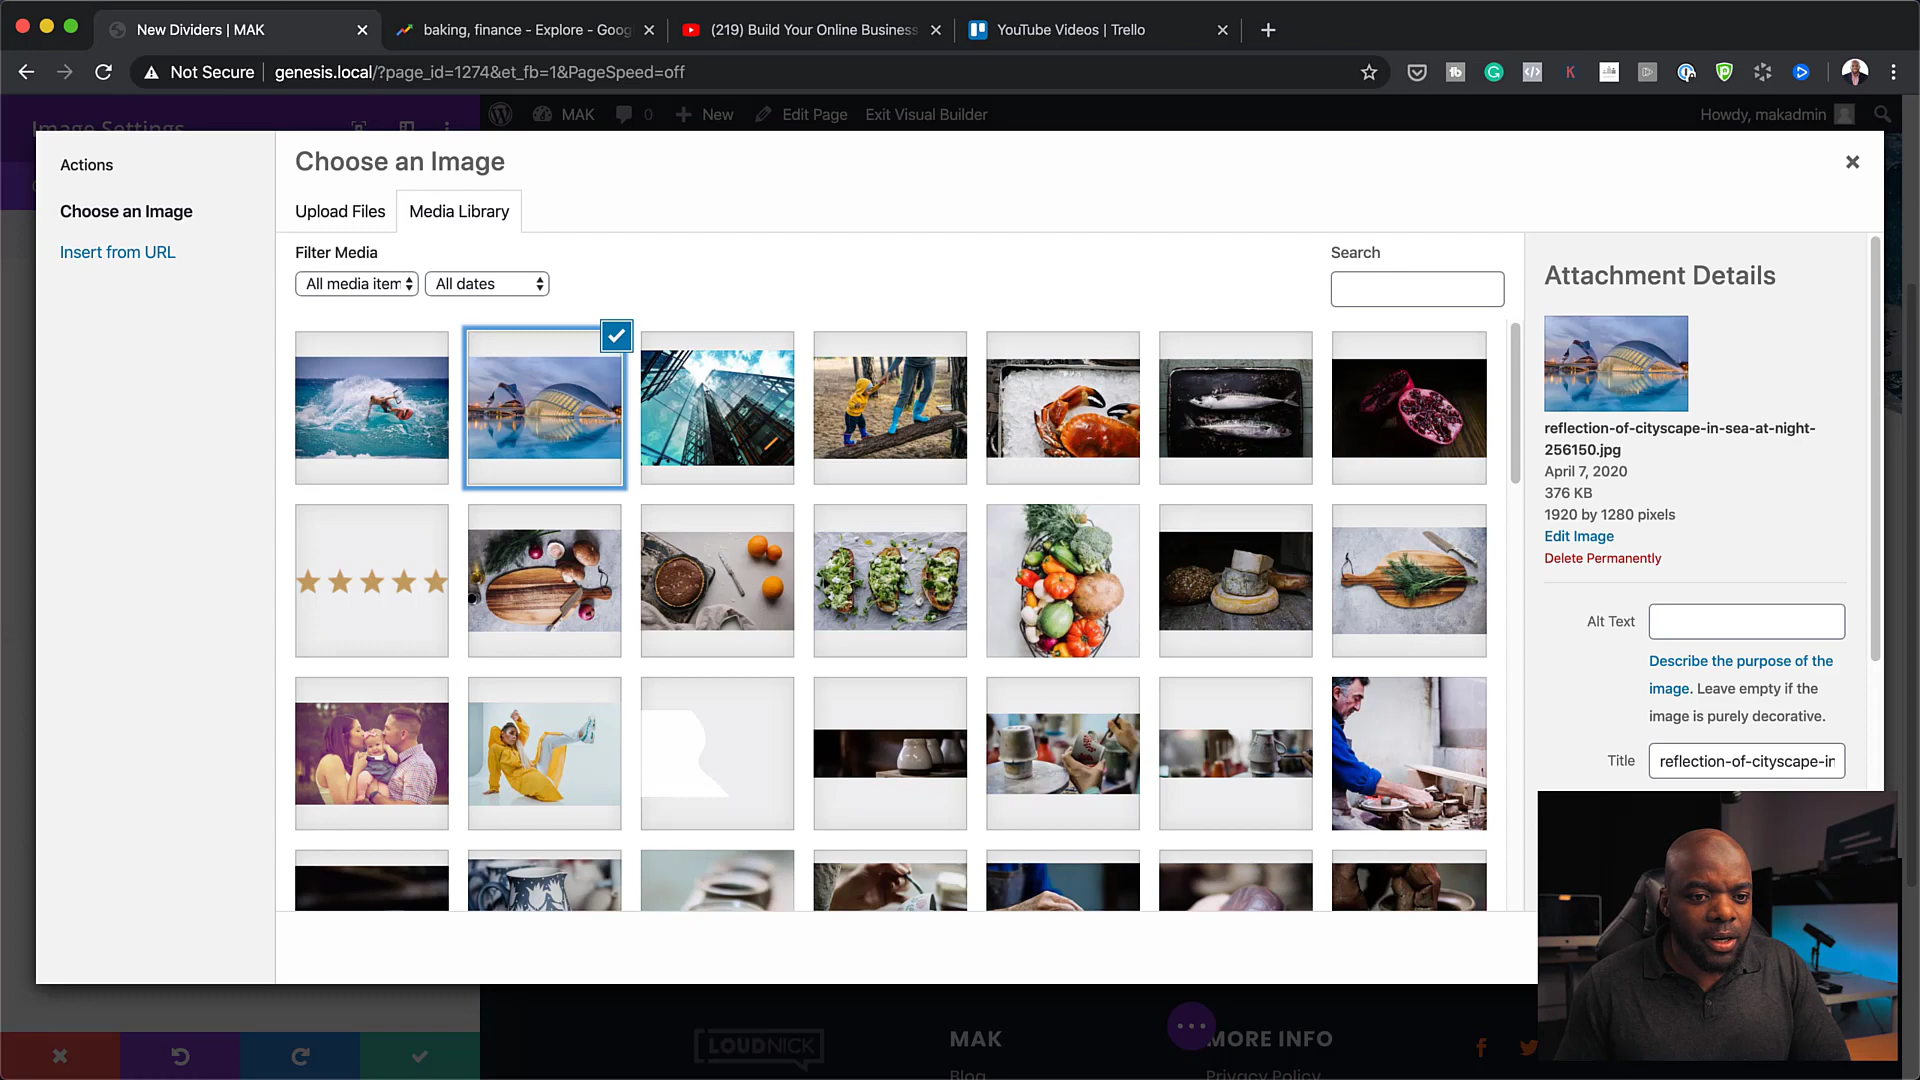 New Dividers | MAK
baking, finance - Explore - Goog
(219) Build Your Online Business
YouTube Videos | Trello
Not Secure
genesis.local/?page_id=1274&et_fb=1&PageSpeed=off
Image Settings
MAK
0
New
Edit Page
Exit Visual Builder
Howdy, makadmin
Actions
Choose an Image
Insert from URL
Choose an Image
Upload Files
Media Library
Filter Media
All media item
All dates
Search
Attachment Details
reflection-of-cityscape-in-sea-at-night-
256150.jpg
April 7, 2020
376 KB
1920 by 1280 pixels
Edit Image
Delete Permanently
Alt Text
Describe the purpose of the
image. Leave empty if the
image is purely decorative.
Title
reflection-of-cityscape-in
LOUDNICK
MAK
MORE INFO
Blog
Privacy Policy